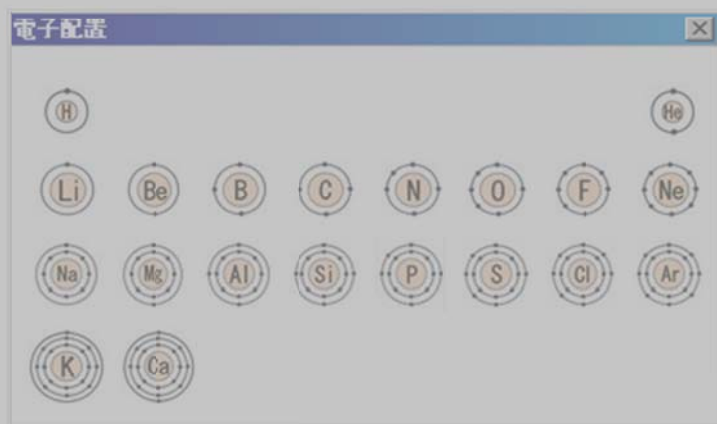 電子配置
H He
Li Be B C N O F Ne
Na Mg Al Si P S Cl Ar
K Ca